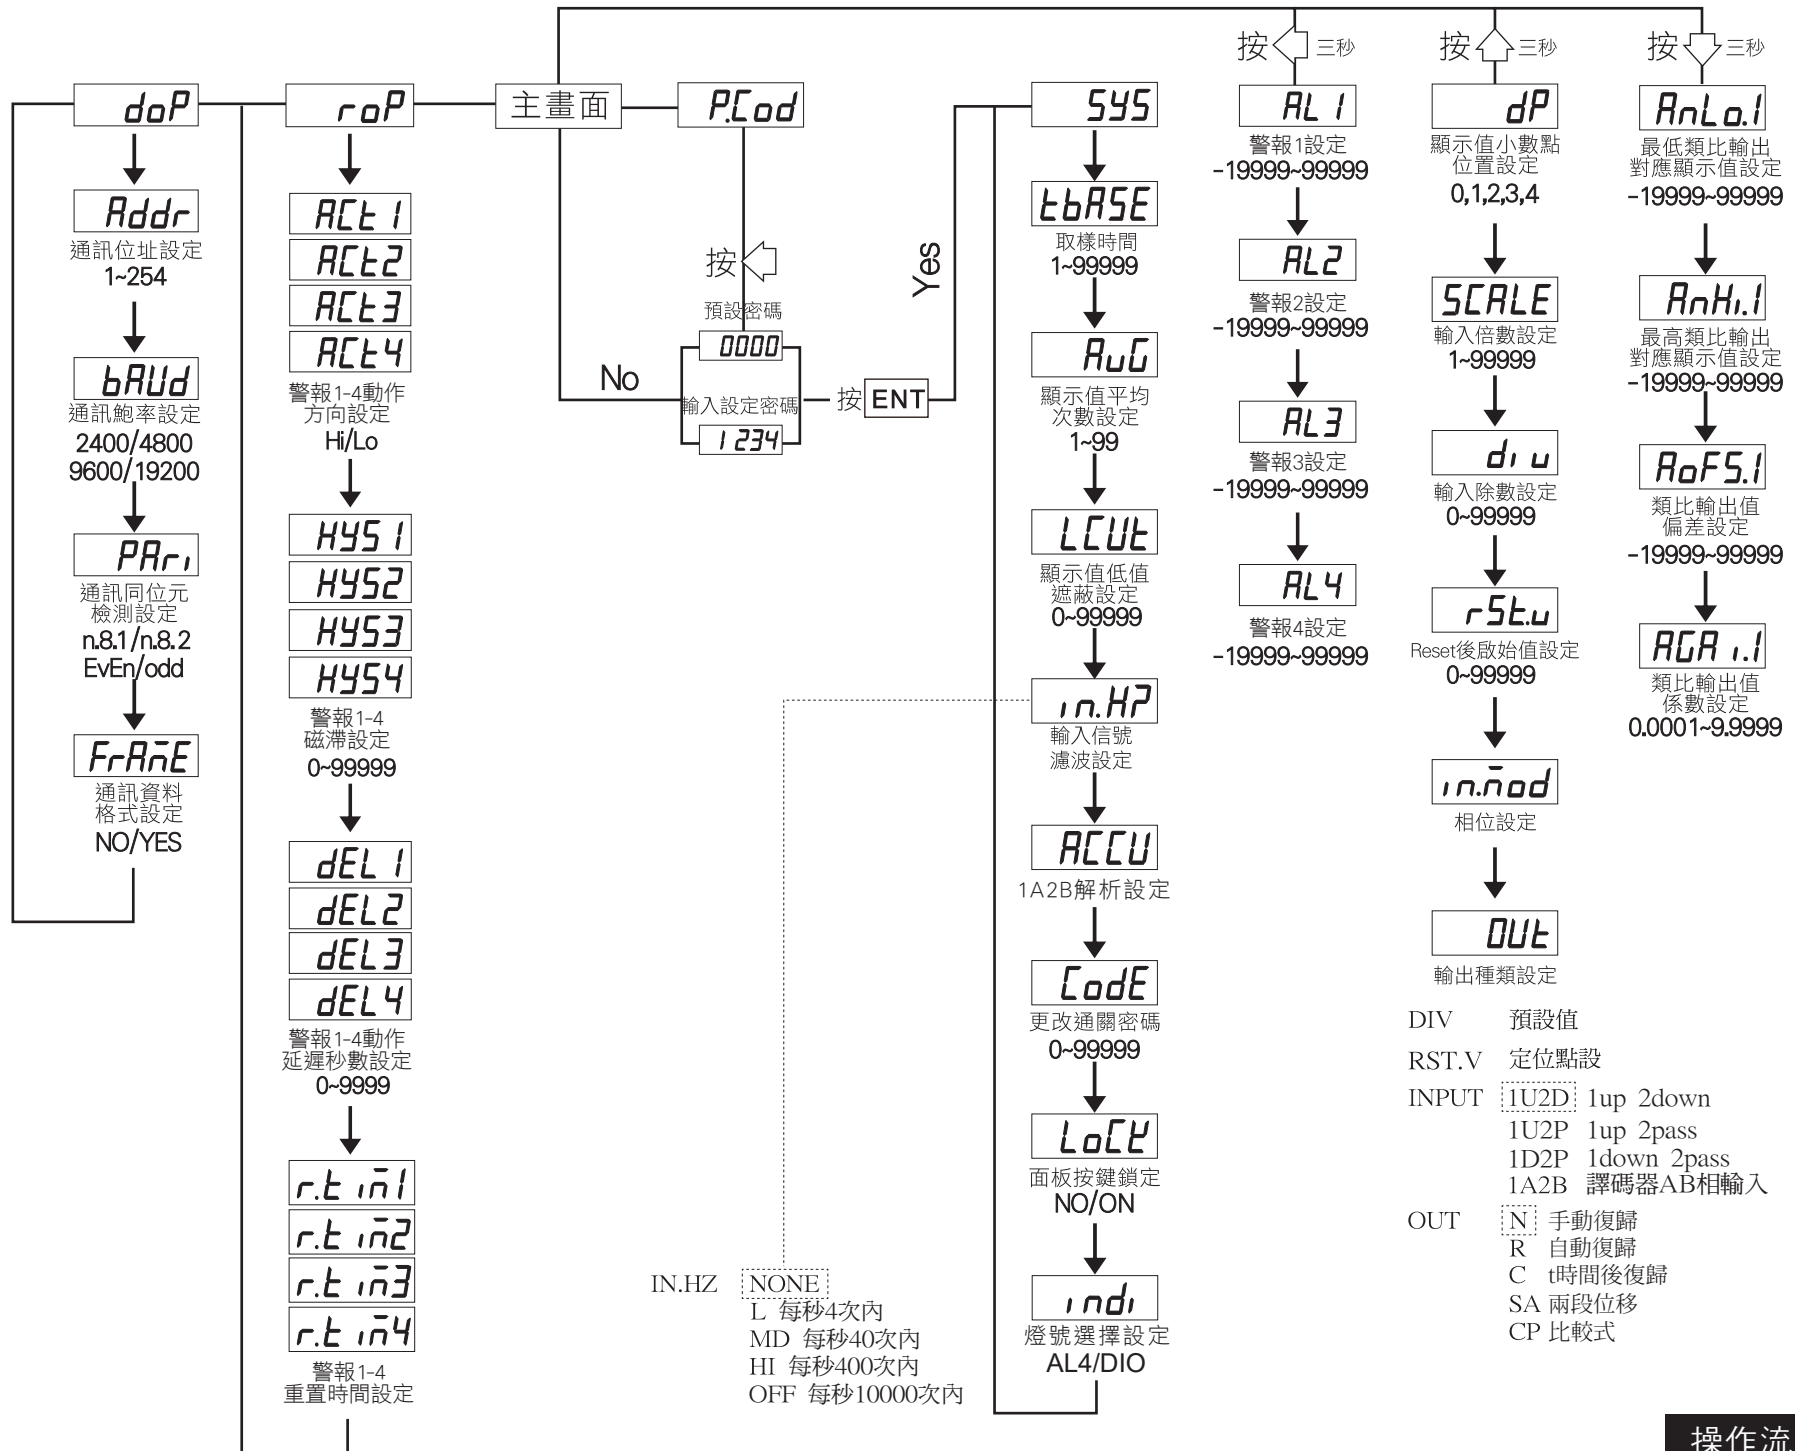 doP
Addr
通訊位址設定
1~254
bAUd
通訊鮑率設定
2400/4800
9600/19200
PAri
通訊同位元
檢測設定
n.8.1/n.8.2
EvEn/odd
FrAmE
通訊資料
格式設定
NO/YES
roP
ACt1
ACt2
ACt3
ACt4
警報1-4動作
方向設定
Hi/Lo
HYS1
HYS2
HYS3
HYS4
警報1-4
磁滯設定
0~99999
dEL1
dEL2
dEL3
dEL4
警報1-4動作
延遲秒數設定
0~9999
r.tim1
r.tim2
r.tim3
r.tim4
警報1-4
重置時間設定
主畫面
P.Cod
按
預設密碼
0000
輸入設定密碼
1234
No
按 ENT
Yes
SYS
tbASE
取樣時間
1~99999
AvG
顯示值平均
次數設定
1~99
LCUt
顯示值低值
遮蔽設定
0~99999
in.HZ
輸入信號
濾波設定
ACCU
1A2B解析設定
CodE
更改通關密碼
0~99999
LoCK
面板按鍵鎖定
NO/ON
indi
燈號選擇設定
AL4/DIO
IN.HZ NONE
L 每秒4次內
MD 每秒40次內
HI 每秒400次內
OFF 每秒10000次內
按 三秒
AL1
警報1設定
-19999~99999
AL2
警報2設定
-19999~99999
AL3
警報3設定
-19999~99999
AL4
警報4設定
-19999~99999
按 三秒
dP
顯示值小數點
位置設定
0,1,2,3,4
SCALE
輸入倍數設定
1~99999
div
輸入除數設定
0~99999
rSt.v
Reset後啟始值設定
0~99999
in.mod
相位設定
OUt
輸出種類設定
按 三秒
AnLo.1
最低類比輸出
對應顯示值設定
-19999~99999
AnHi.1
最高類比輸出
對應顯示值設定
-19999~99999
AoFS.1
類比輸出值
偏差設定
-19999~99999
AGAi.1
類比輸出值
係數設定
0.0001~9.9999
DIV 預設值
RST.V 定位點設
INPUT 1U2D 1up 2down
1U2P 1up 2pass
1D2P 1down 2pass
1A2B 譯碼器AB相輸入
OUT N 手動復歸
R 自動復歸
C t時間後復歸
SA 兩段位移
CP 比較式
操作流